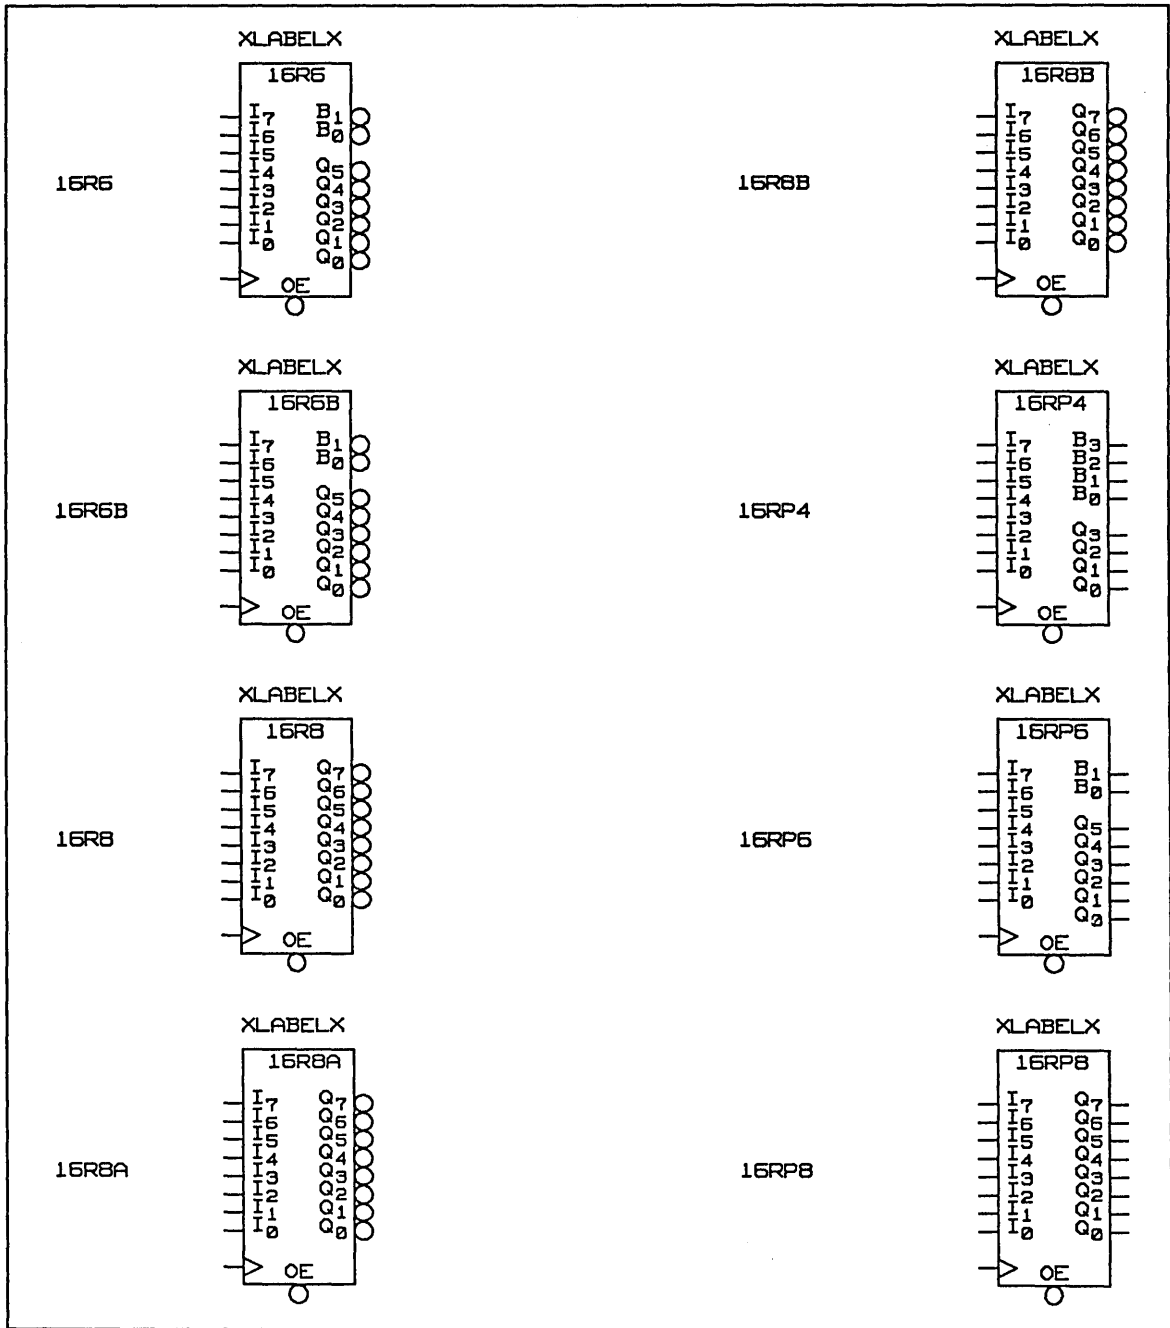 XLABELX
16R6
I7 B1
I6 B0
I5
I4 Q5
I3 Q4
I2 Q3
I1 Q2
I0 Q1
Q0
OE
16R6
XLABELX
16R8B
I7 Q7
I6 Q6
I5 Q5
I4 Q4
I3 Q3
I2 Q2
I1 Q1
I0 Q0
OE
16R8B
XLABELX
16R6B
I7 B1
I6 B0
I5
I4 Q5
I3 Q4
I2 Q3
I1 Q2
I0 Q1
Q0
OE
16R6B
XLABELX
16RP4
I7 B3
I6 B2
I5 B1
I4 B0
I3
I2 Q3
I1 Q2
I0 Q1
Q0
OE
16RP4
XLABELX
16R8
I7 Q7
I6 Q6
I5 Q5
I4 Q4
I3 Q3
I2 Q2
I1 Q1
I0 Q0
OE
16R8
XLABELX
16RP6
I7 B1
I6 B0
I5
I4 Q5
I3 Q4
I2 Q3
I1 Q2
I0 Q1
Q0
OE
16RP6
XLABELX
16R8A
I7 Q7
I6 Q6
I5 Q5
I4 Q4
I3 Q3
I2 Q2
I1 Q1
I0 Q0
OE
16R8A
XLABELX
16RP8
I7 Q7
I6 Q6
I5 Q5
I4 Q4
I3 Q3
I2 Q2
I1 Q1
I0 Q0
OE
16RP8